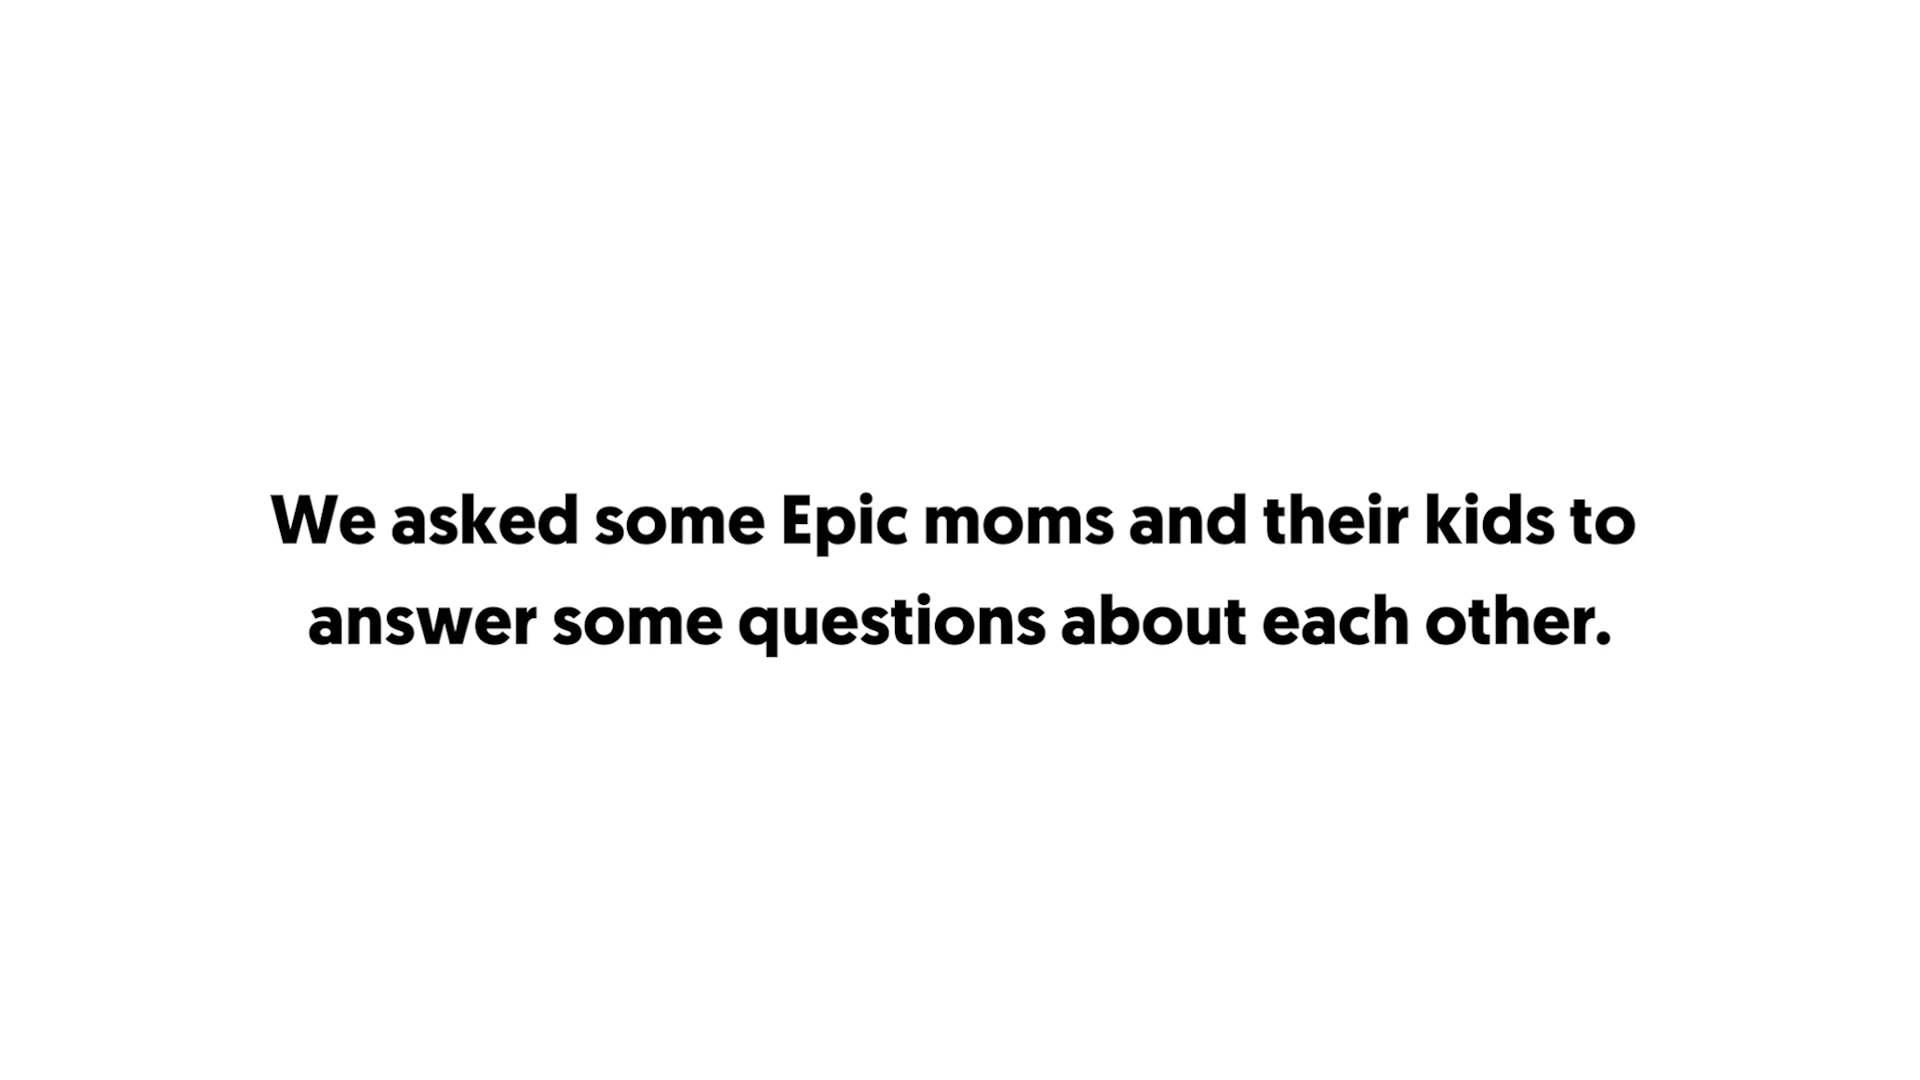 We asked some Epic moms and their kids to
answer some questions about each other.